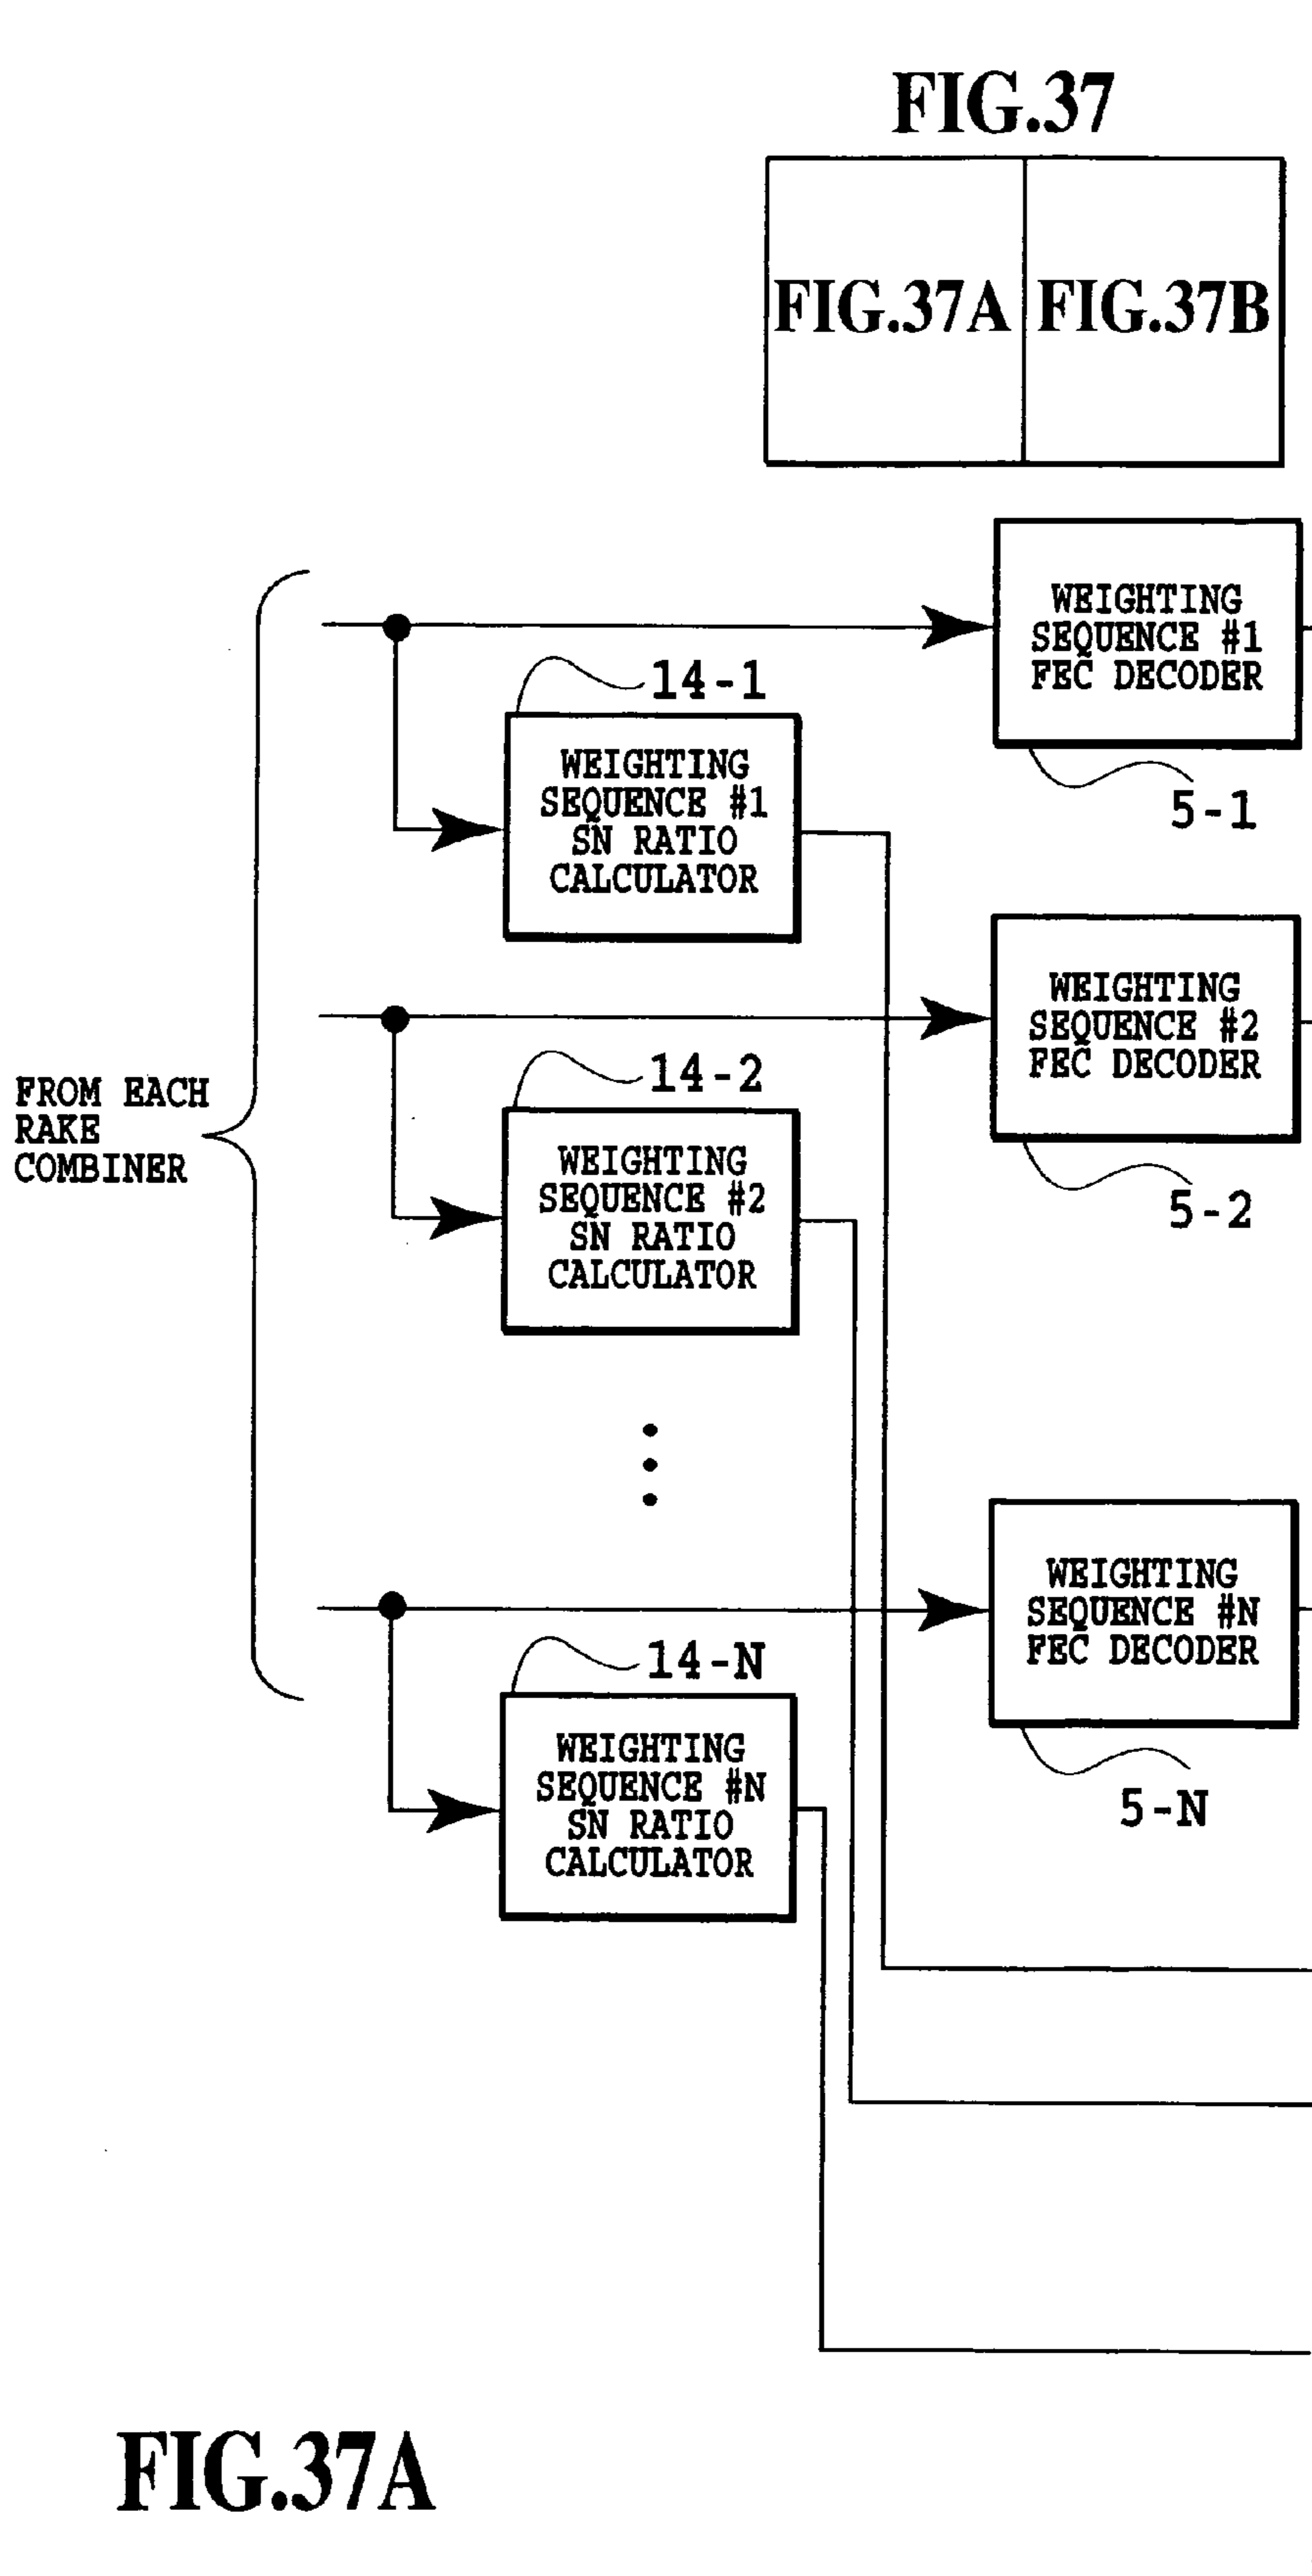 FIG.37
FIG.37A
FIG.37B
WEIGHTING
SEQUENCE #1
FEC DECODER
5-1
14-1
WEIGHTING
SEQUENCE #1
SN RATIO
CALCULATOR
WEIGHTING
SEQUENCE #2
FEC DECODER
5-2
14-2
WEIGHTING
SEQUENCE #2
SN RATIO
CALCULATOR
FROM EACH
RAKE
COMBINER
WEIGHTING
SEQUENCE #N
FEC DECODER
5-N
14-N
WEIGHTING
SEQUENCE #N
SN RATIO
CALCULATOR
FIG.37A